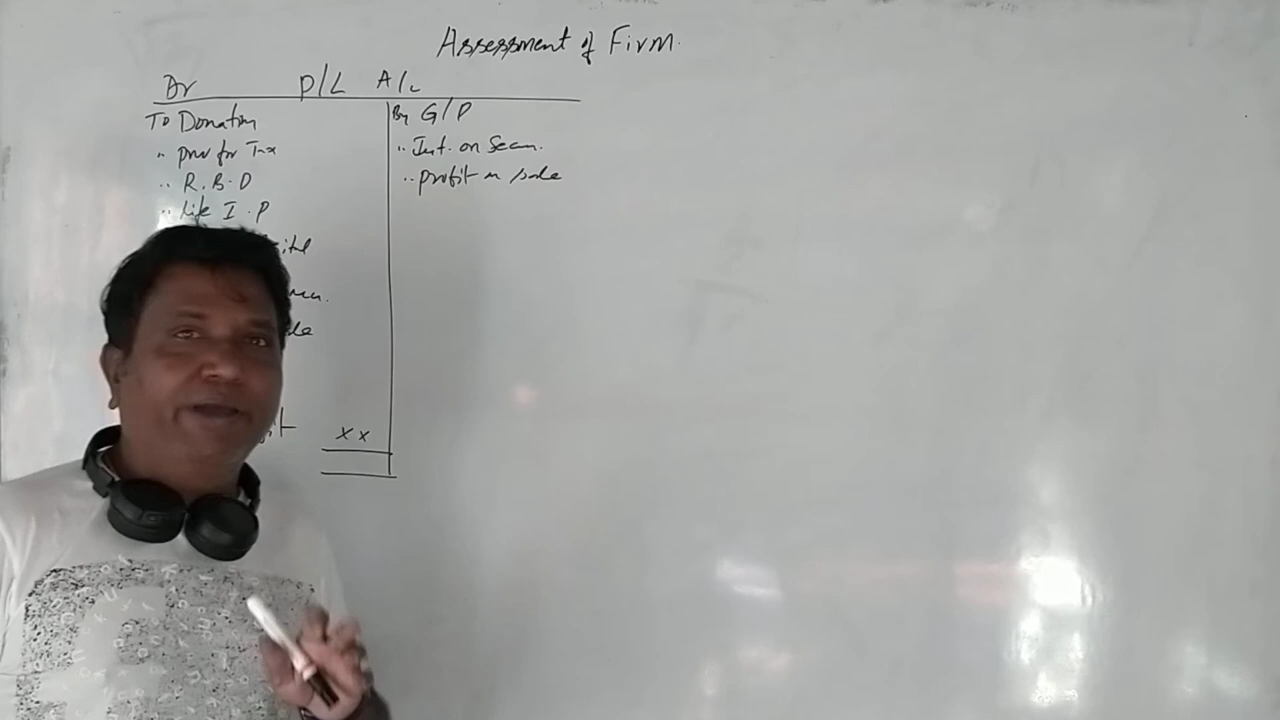 Assessment of Firm.
Dr P/L A/c
To Donation
" prov for Tax
" R.B.D
" Life I.P
xx
By G/P
" Int. on Secu.
" profit on sale